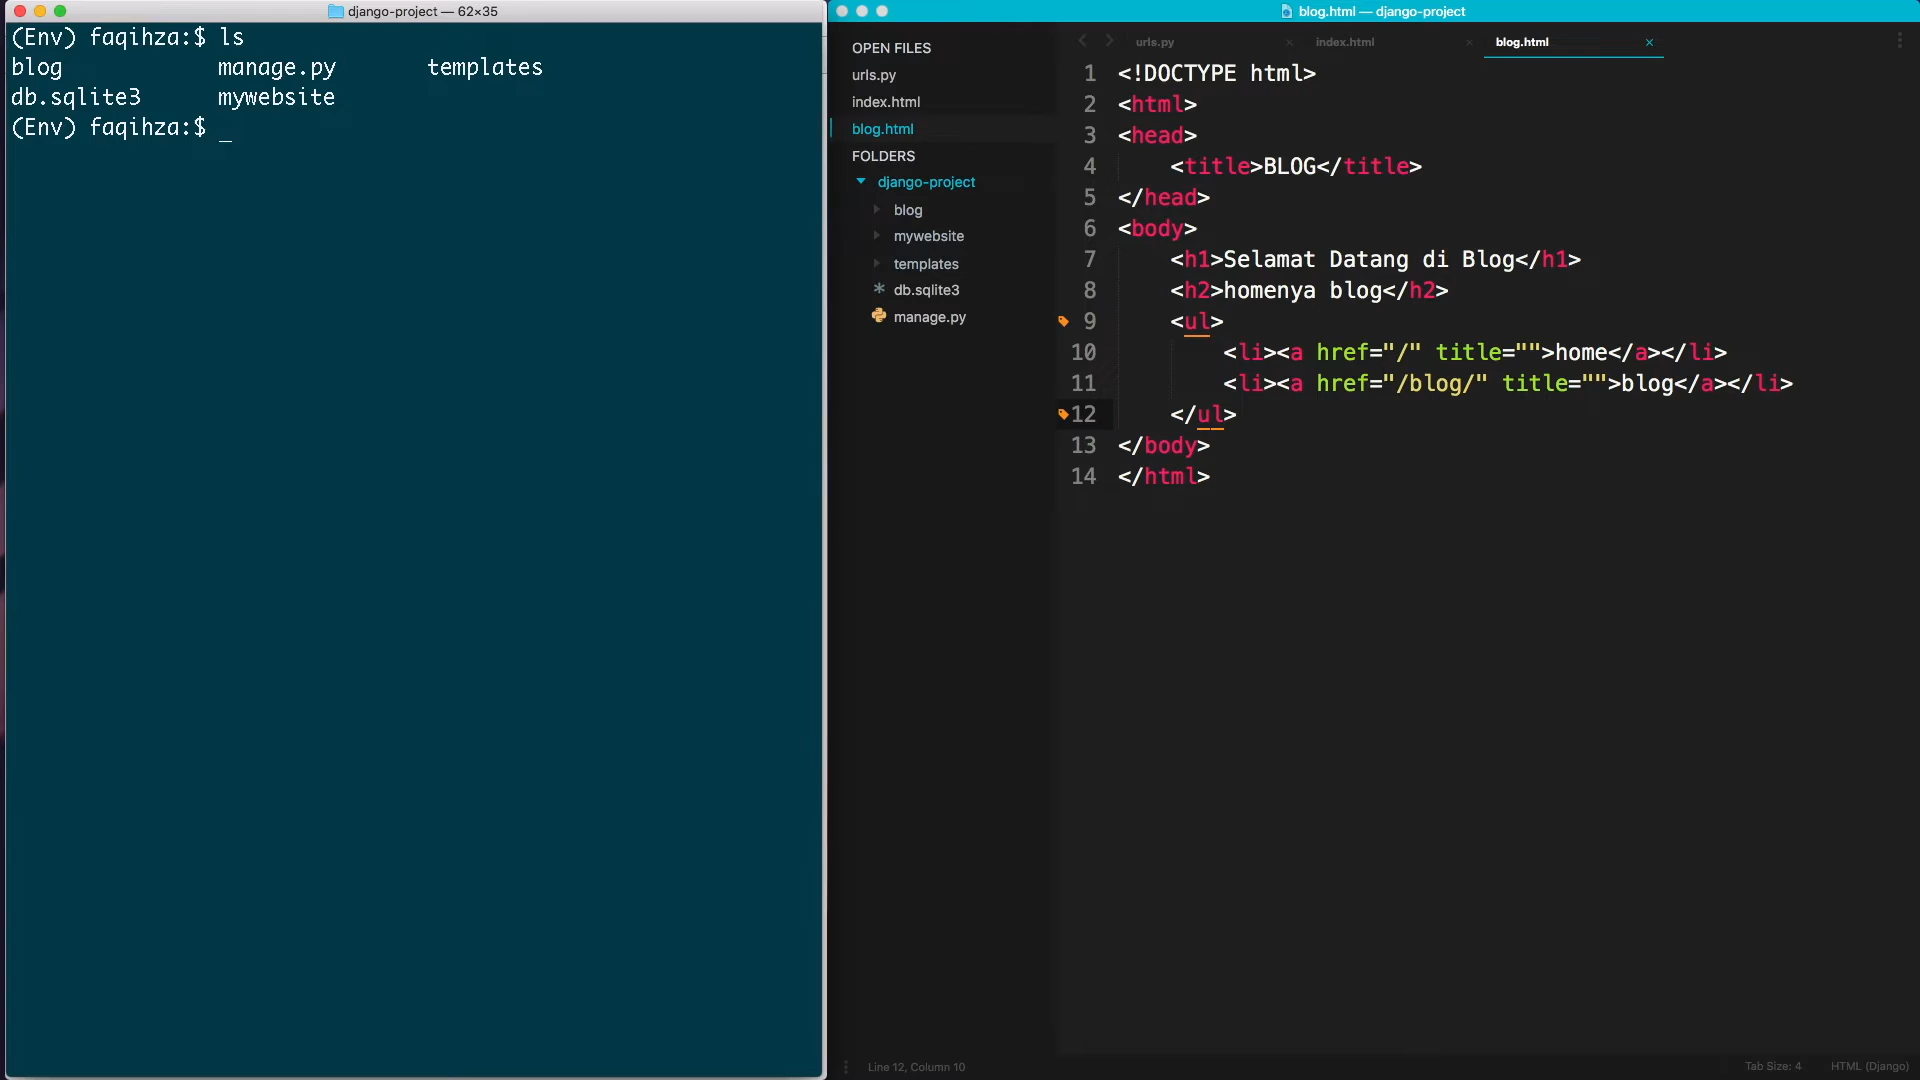 django-project — 62×35
(Env) faqihza:$ ls
blog manage.py templates
db.sqlite3 mywebsite
(Env) faqihza:$ _
blog.html — django-project
OPEN FILES
urls.py
index.html
blog.html
FOLDERS
django-project
blog
mywebsite
templates
db.sqlite3
manage.py
urls.py × index.html × blog.html ×
1 <!DOCTYPE html>
2 <html>
3 <head>
4 <title>BLOG</title>
5 </head>
6 <body>
7 <h1>Selamat Datang di Blog</h1>
8 <h2>homenya blog</h2>
9 <ul>
10 <li><a href="/" title="">home</a></li>
11 <li><a href="/blog/" title="">blog</a></li>
12 </ul>
13 </body>
14 </html>
Line 12, Column 10
Tab Size: 4 HTML (Django)